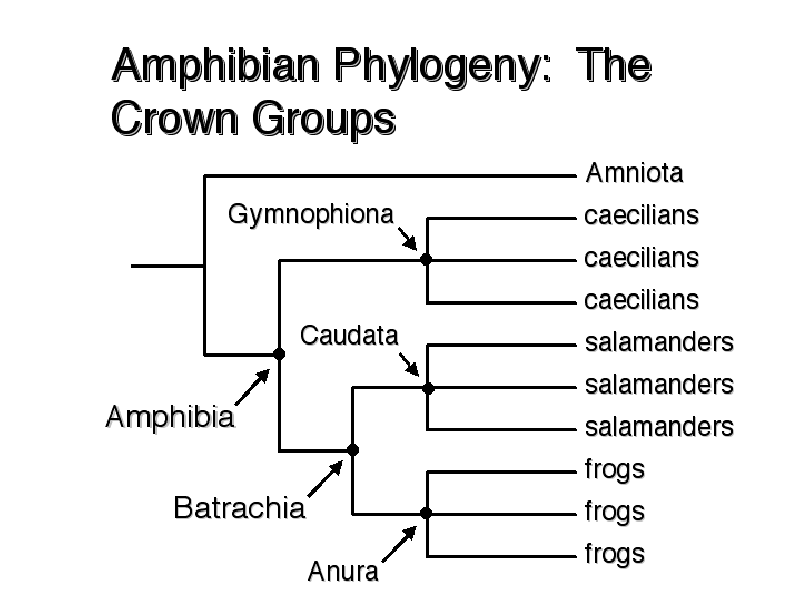 Amphibian Phylogeny: The
Crown Groups
Amniota
Gymnophiona
caecilians
caecilians
caecilians
Caudata
salamanders
salamanders
salamanders
Amphibia
frogs
Batrachia
frogs
frogs
Anura